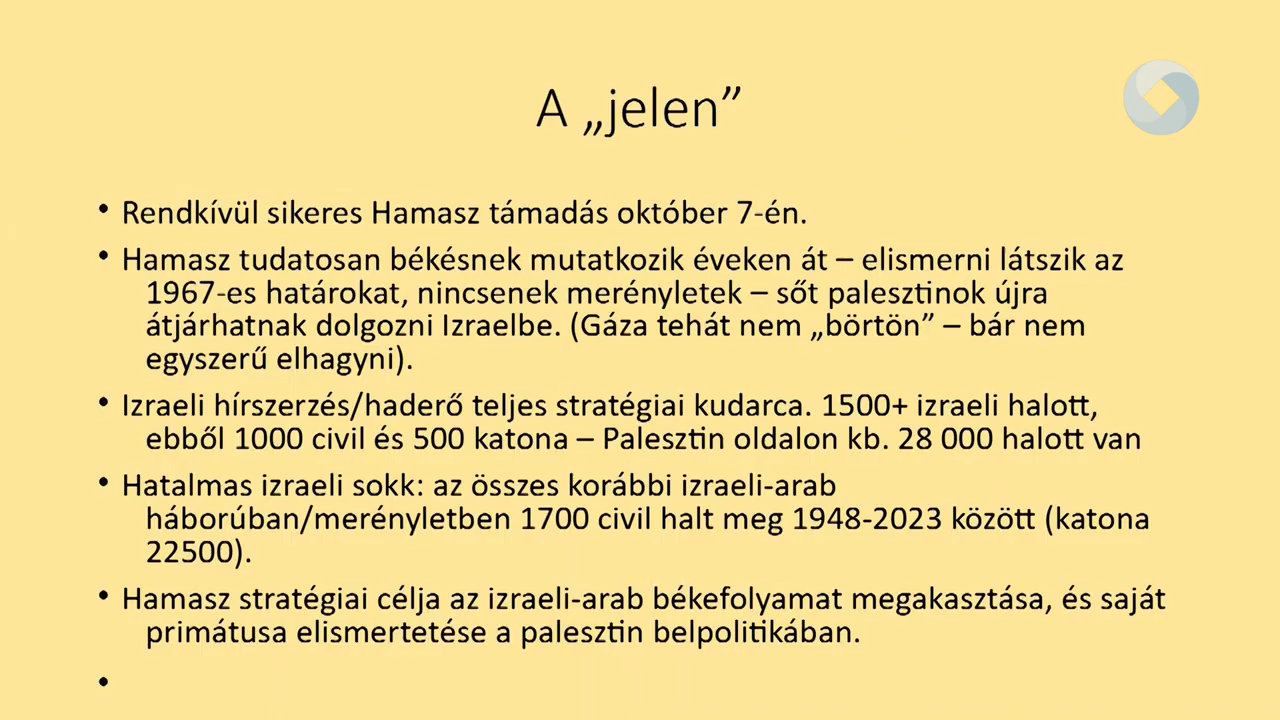 A „jelen”
• Rendkívül sikeres Hamasz támadás október 7-én.
• Hamasz tudatosan békésnek mutatkozik éveken át – elismerni látszik az
1967-es határokat, nincsenek merényletek – sőt palesztinok újra
átjárhatnak dolgozni Izraelbe. (Gáza tehát nem „börtön” – bár nem
egyszerű elhagyni).
• Izraeli hírszerzés/haderő teljes stratégiai kudarca. 1500+ izraeli halott,
ebből 1000 civil és 500 katona – Palesztin oldalon kb. 28 000 halott van
• Hatalmas izraeli sokk: az összes korábbi izraeli-arab
háborúban/merényletben 1700 civil halt meg 1948-2023 között (katona
22500).
• Hamasz stratégiai célja az izraeli-arab békefolyamat megakasztása, és saját
primátusa elismertetése a palesztin belpolitikában.
•